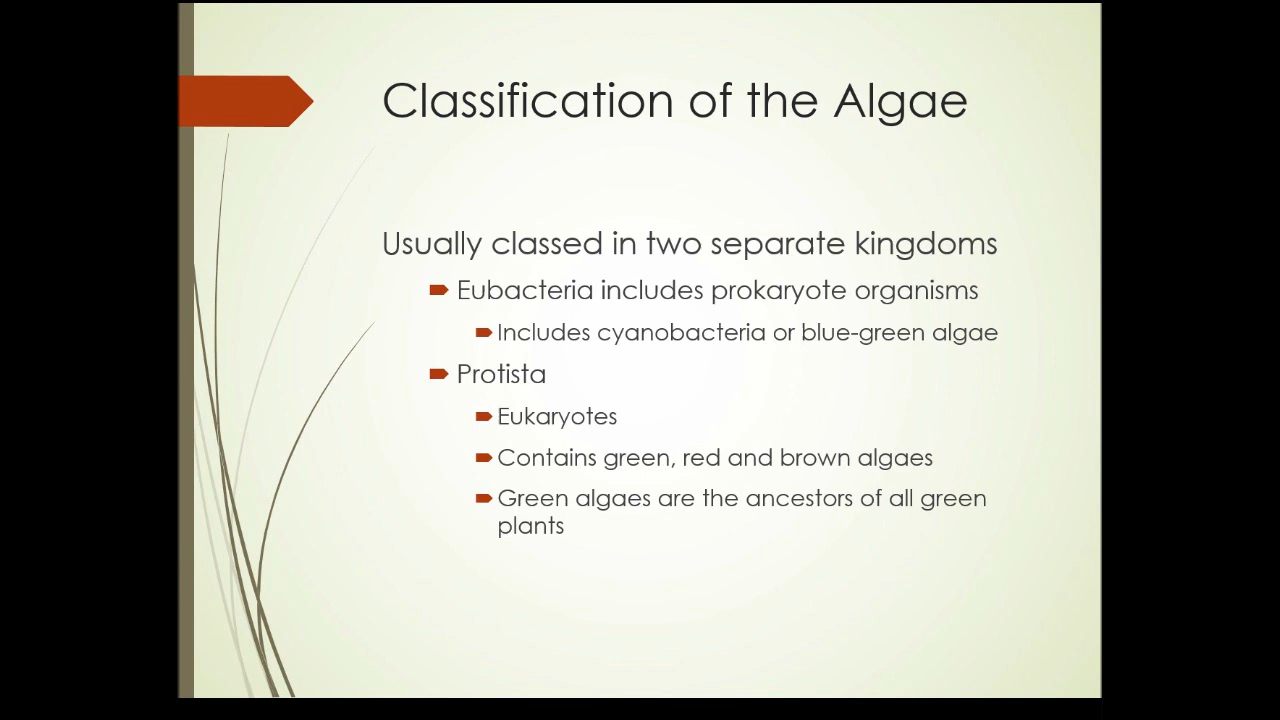 Classification of the Algae
Usually classed in two separate kingdoms
Eubacteria includes prokaryote organisms
Includes cyanobacteria or blue-green algae
Protista
Eukaryotes
Contains green, red and brown algaes
Green algaes are the ancestors of all green
plants